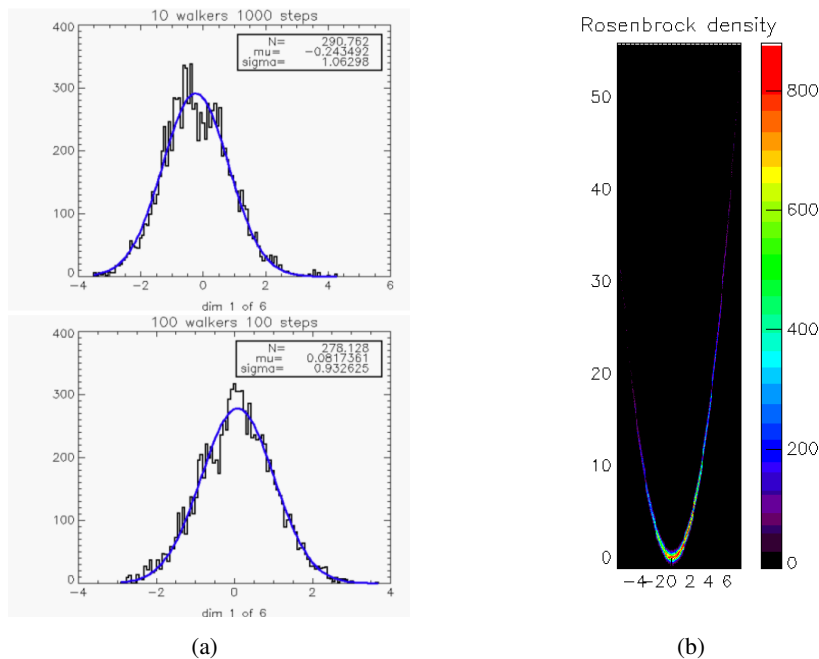 10 walkers 1000 steps
400
300
200
100
0
N= 290.762
mu= -0.243492
sigma= 1.06298
-4 -2 0 2 4 6
dim 1 of 6
100 walkers 100 steps
400
300
200
100
0
N= 278.128
mu= 0.0817361
sigma= 0.932625
-4 -2 0 2 4
dim 1 of 6
(a)
Rosenbrock density
50
40
30
20
10
0
-4 -2 0 2 4 6
800
600
400
200
0
(b)